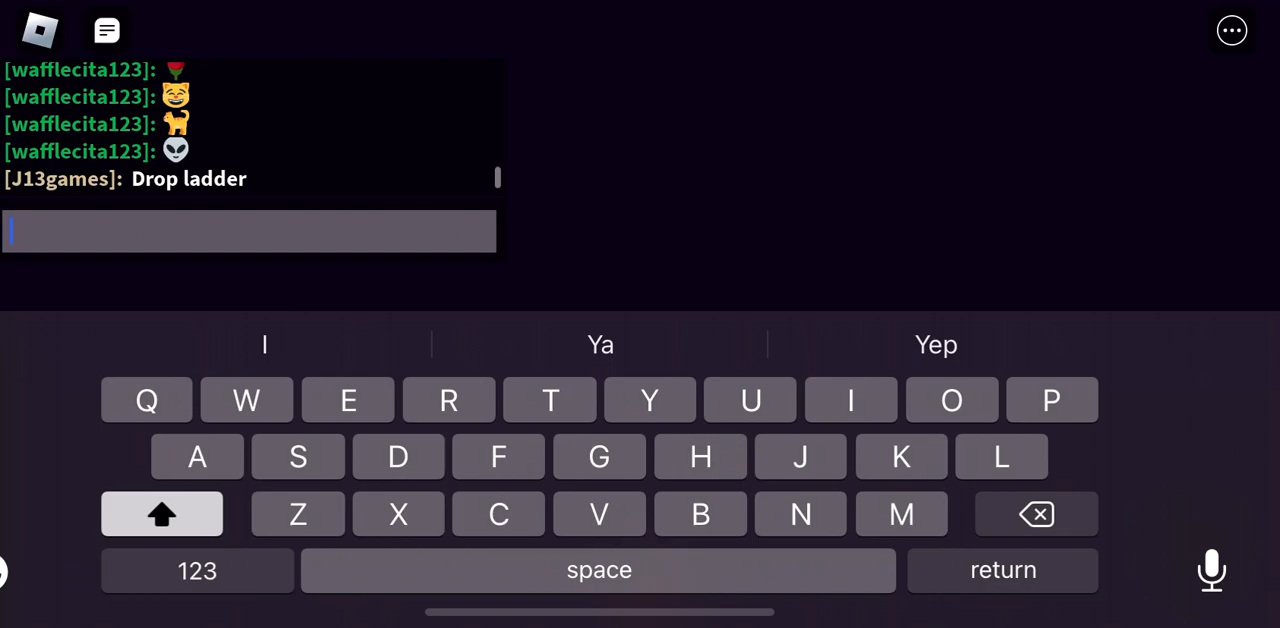 [wafflecita123]: 🌹
[wafflecita123]: 😸
[wafflecita123]: 🐈
[wafflecita123]: 👽
[J13games]: Drop ladder
I Ya Yep
Q W E R T Y U I O P
A S D F G H J K L
Z X C V B N M
123 space return